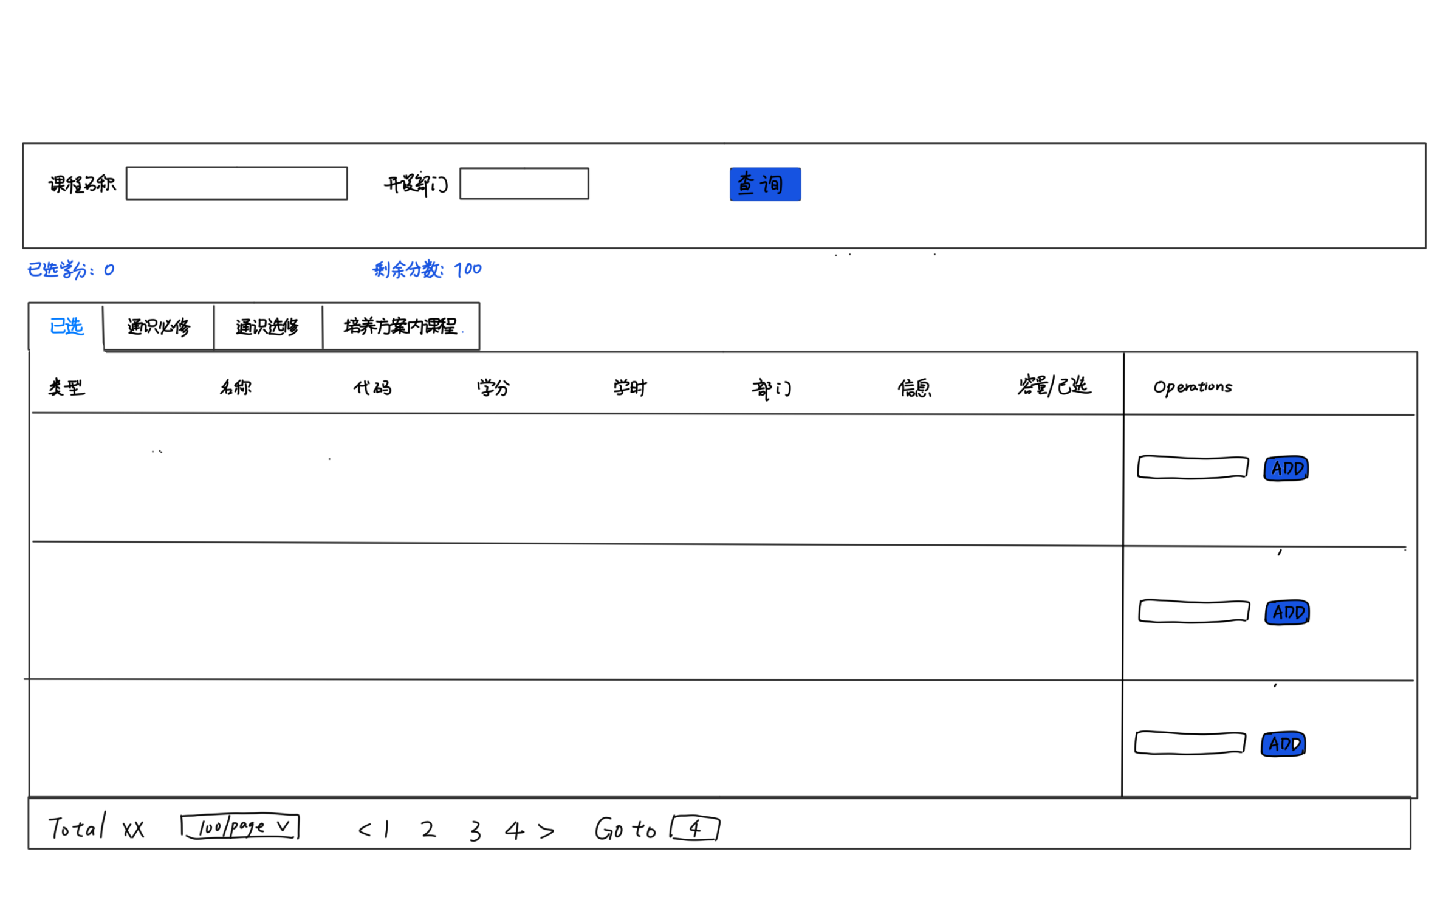 课程名称 开设部门 查询
已选学分: 0 剩余分数: 100
已选 通识必修 通识选修 培养方案内课程
类型 名称 代码 学分 学时 部门 信息 容量/已选 Operations
ADD
ADD
ADD
Total xx 100/page ∨ < 1 2 3 4 > Go to 4